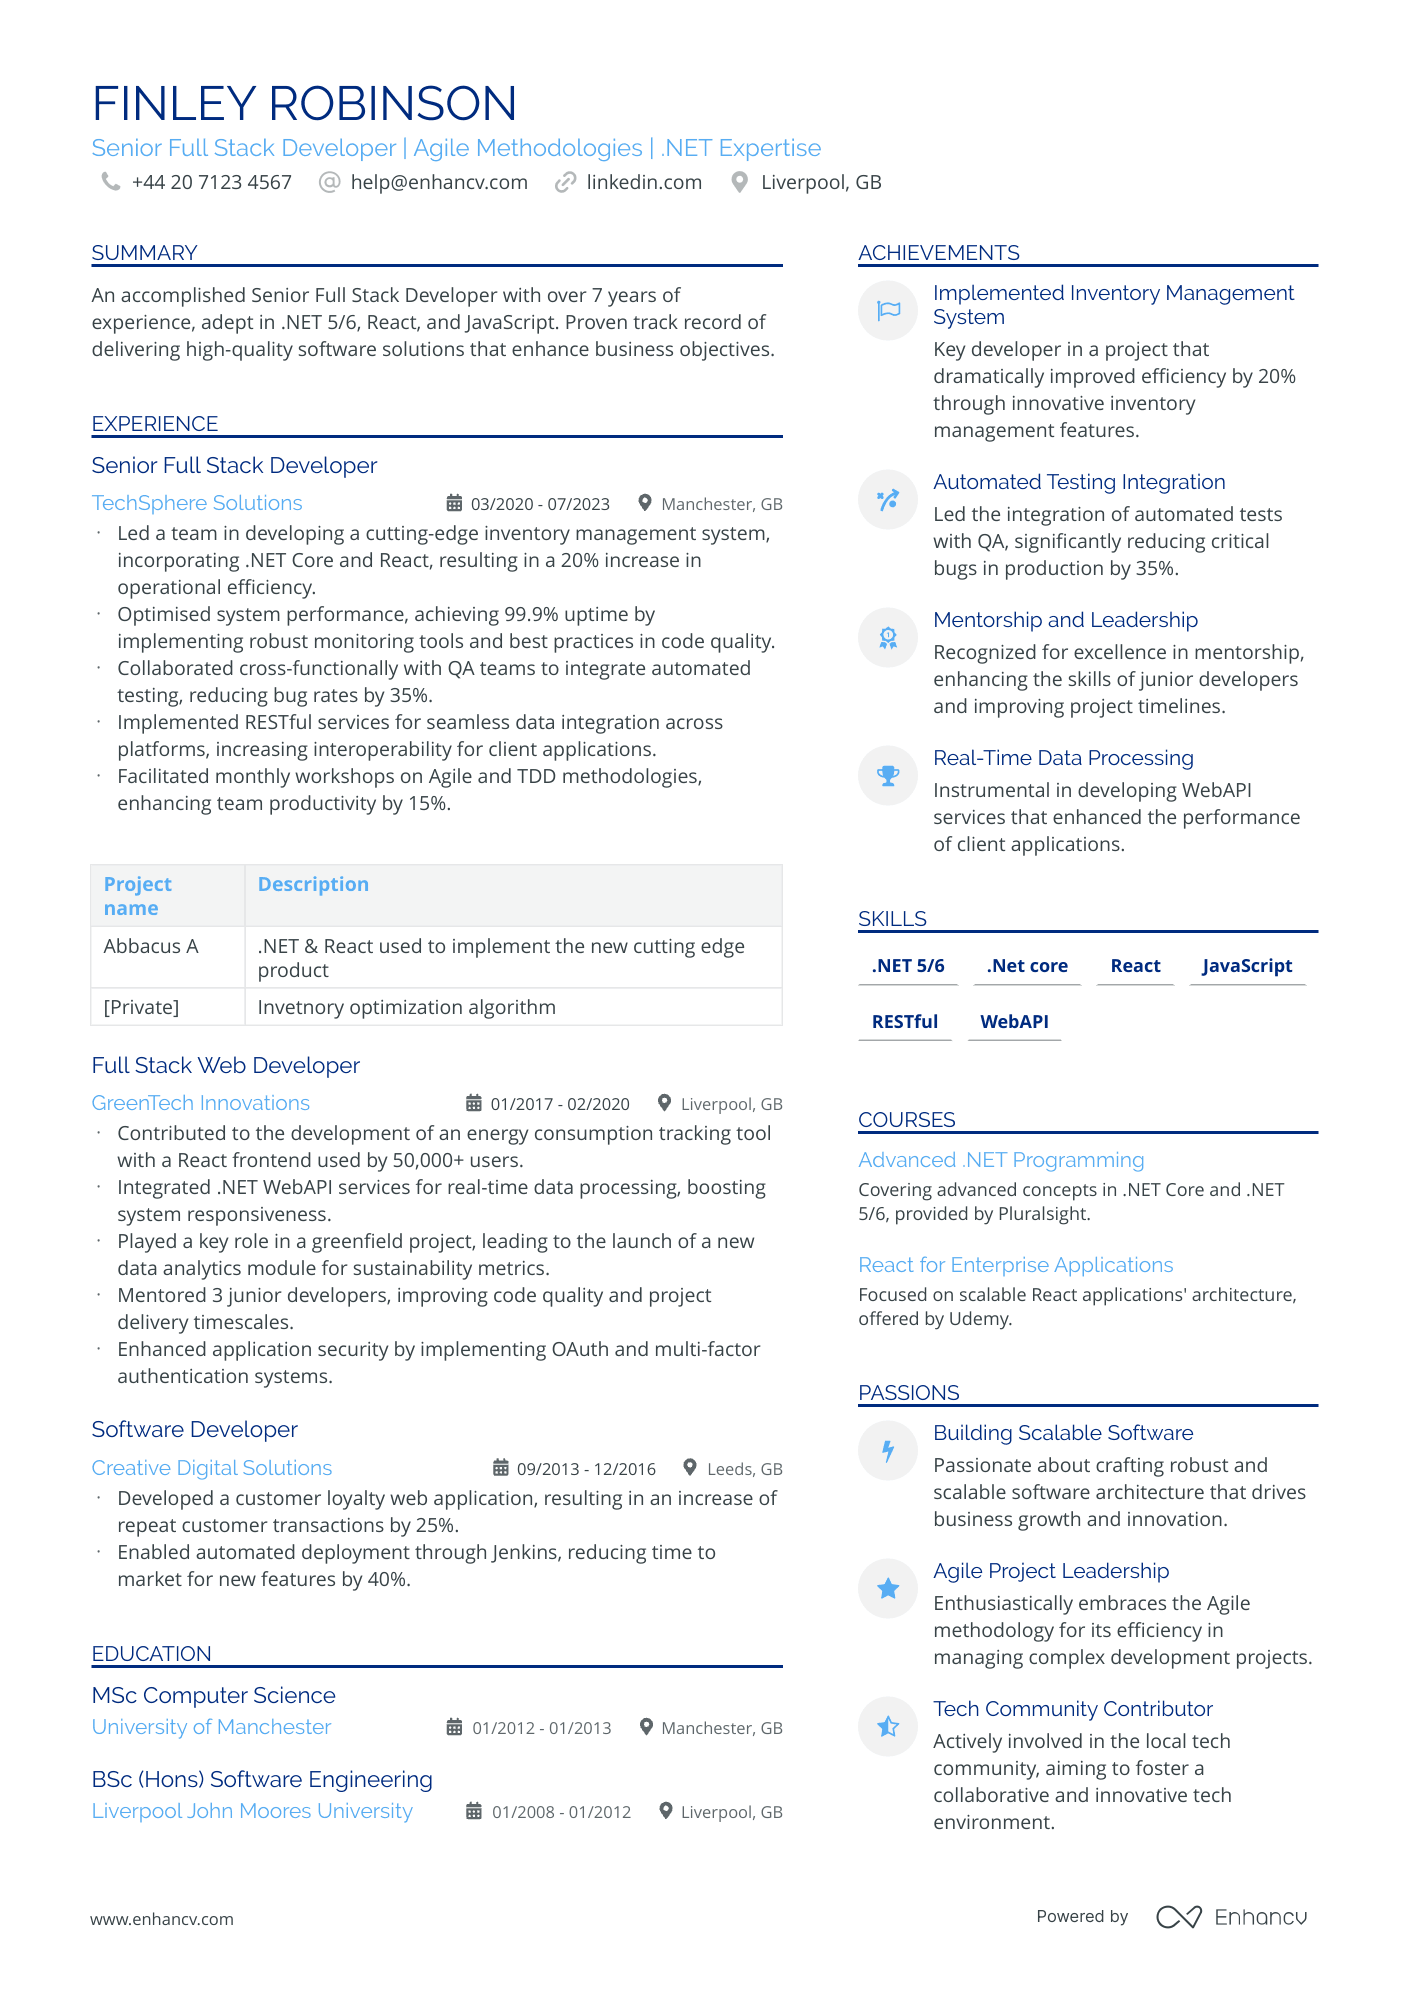 FINLEY ROBINSON
Senior Full Stack Developer | Agile Methodologies | .NET Expertise
+44 20 7123 4567 help@enhancv.com linkedin.com Liverpool, GB
SUMMARY
An accomplished Senior Full Stack Developer with over 7 years of
experience, adept in .NET 5/6, React, and JavaScript. Proven track record of
delivering high-quality software solutions that enhance business objectives.
EXPERIENCE
Senior Full Stack Developer
TechSphere Solutions 03/2020 - 07/2023 Manchester, GB
· Led a team in developing a cutting-edge inventory management system,
incorporating .NET Core and React, resulting in a 20% increase in
operational efficiency.
· Optimised system performance, achieving 99.9% uptime by
implementing robust monitoring tools and best practices in code quality.
· Collaborated cross-functionally with QA teams to integrate automated
testing, reducing bug rates by 35%.
· Implemented RESTful services for seamless data integration across
platforms, increasing interoperability for client applications.
· Facilitated monthly workshops on Agile and TDD methodologies,
enhancing team productivity by 15%.
Project Description
name
Abbacus A .NET & React used to implement the new cutting edge
product
[Private] Invetnory optimization algorithm
Full Stack Web Developer
GreenTech Innovations 01/2017 - 02/2020 Liverpool, GB
· Contributed to the development of an energy consumption tracking tool
with a React frontend used by 50,000+ users.
· Integrated .NET WebAPI services for real-time data processing, boosting
system responsiveness.
· Played a key role in a greenfield project, leading to the launch of a new
data analytics module for sustainability metrics.
· Mentored 3 junior developers, improving code quality and project
delivery timescales.
· Enhanced application security by implementing OAuth and multi-factor
authentication systems.
Software Developer
Creative Digital Solutions 09/2013 - 12/2016 Leeds, GB
· Developed a customer loyalty web application, resulting in an increase of
repeat customer transactions by 25%.
· Enabled automated deployment through Jenkins, reducing time to
market for new features by 40%.
EDUCATION
MSc Computer Science
University of Manchester 01/2012 - 01/2013 Manchester, GB
BSc (Hons) Software Engineering
Liverpool John Moores University 01/2008 - 01/2012 Liverpool, GB
ACHIEVEMENTS
Implemented Inventory Management
System
Key developer in a project that
dramatically improved efficiency by 20%
through innovative inventory
management features.
Automated Testing Integration
Led the integration of automated tests
with QA, significantly reducing critical
bugs in production by 35%.
Mentorship and Leadership
Recognized for excellence in mentorship,
enhancing the skills of junior developers
and improving project timelines.
Real-Time Data Processing
Instrumental in developing WebAPI
services that enhanced the performance
of client applications.
SKILLS
.NET 5/6 .Net core React JavaScript
RESTful WebAPI
COURSES
Advanced .NET Programming
Covering advanced concepts in .NET Core and .NET
5/6, provided by Pluralsight.
React for Enterprise Applications
Focused on scalable React applications' architecture,
offered by Udemy.
PASSIONS
Building Scalable Software
Passionate about crafting robust and
scalable software architecture that drives
business growth and innovation.
Agile Project Leadership
Enthusiastically embraces the Agile
methodology for its efficiency in
managing complex development projects.
Tech Community Contributor
Actively involved in the local tech
community, aiming to foster a
collaborative and innovative tech
environment.
www.enhancv.com Powered by Enhancv